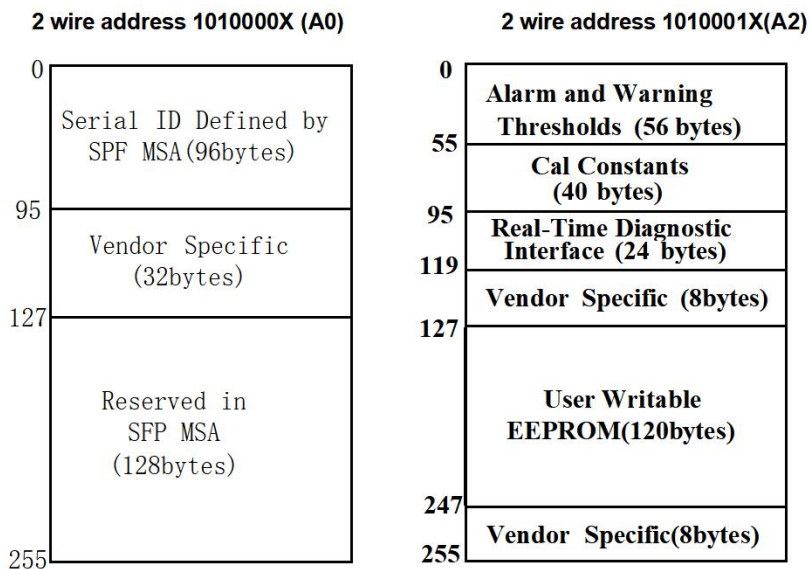 2 wire address 1010000X (A0)
0
Serial ID Defined by
SPF MSA(96bytes)
95
Vendor Specific
(32bytes)
127
Reserved in
SFP MSA
(128bytes)
255
2 wire address 1010001X(A2)
0
Alarm and Warning
Thresholds (56 bytes)
55
Cal Constants
(40 bytes)
95
Real-Time Diagnostic
Interface (24 bytes)
119
Vendor Specific (8bytes)
127
User Writable
EEPROM(120bytes)
247
Vendor Specific(8bytes)
255